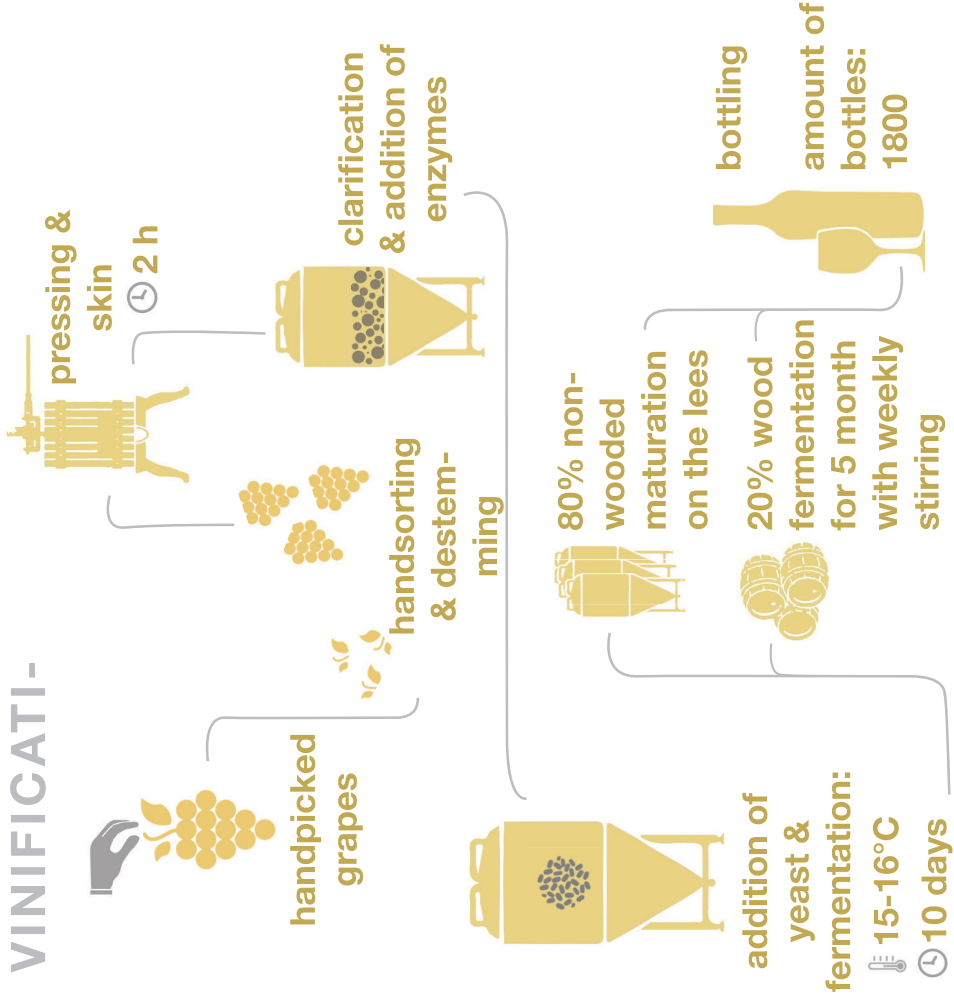 VINIFICATI-
handpicked
grapes
handsorting
& destem-
ming
pressing &
skin
2 h
clarification
& addition of
enzymes
addition of
yeast &
fermentation:
15-16°C
10 days
80% non-
wooded
maturation
on the lees
20% wood
fermentation
for 5 month
with weekly
stirring
bottling
amount of
bottles:
1800